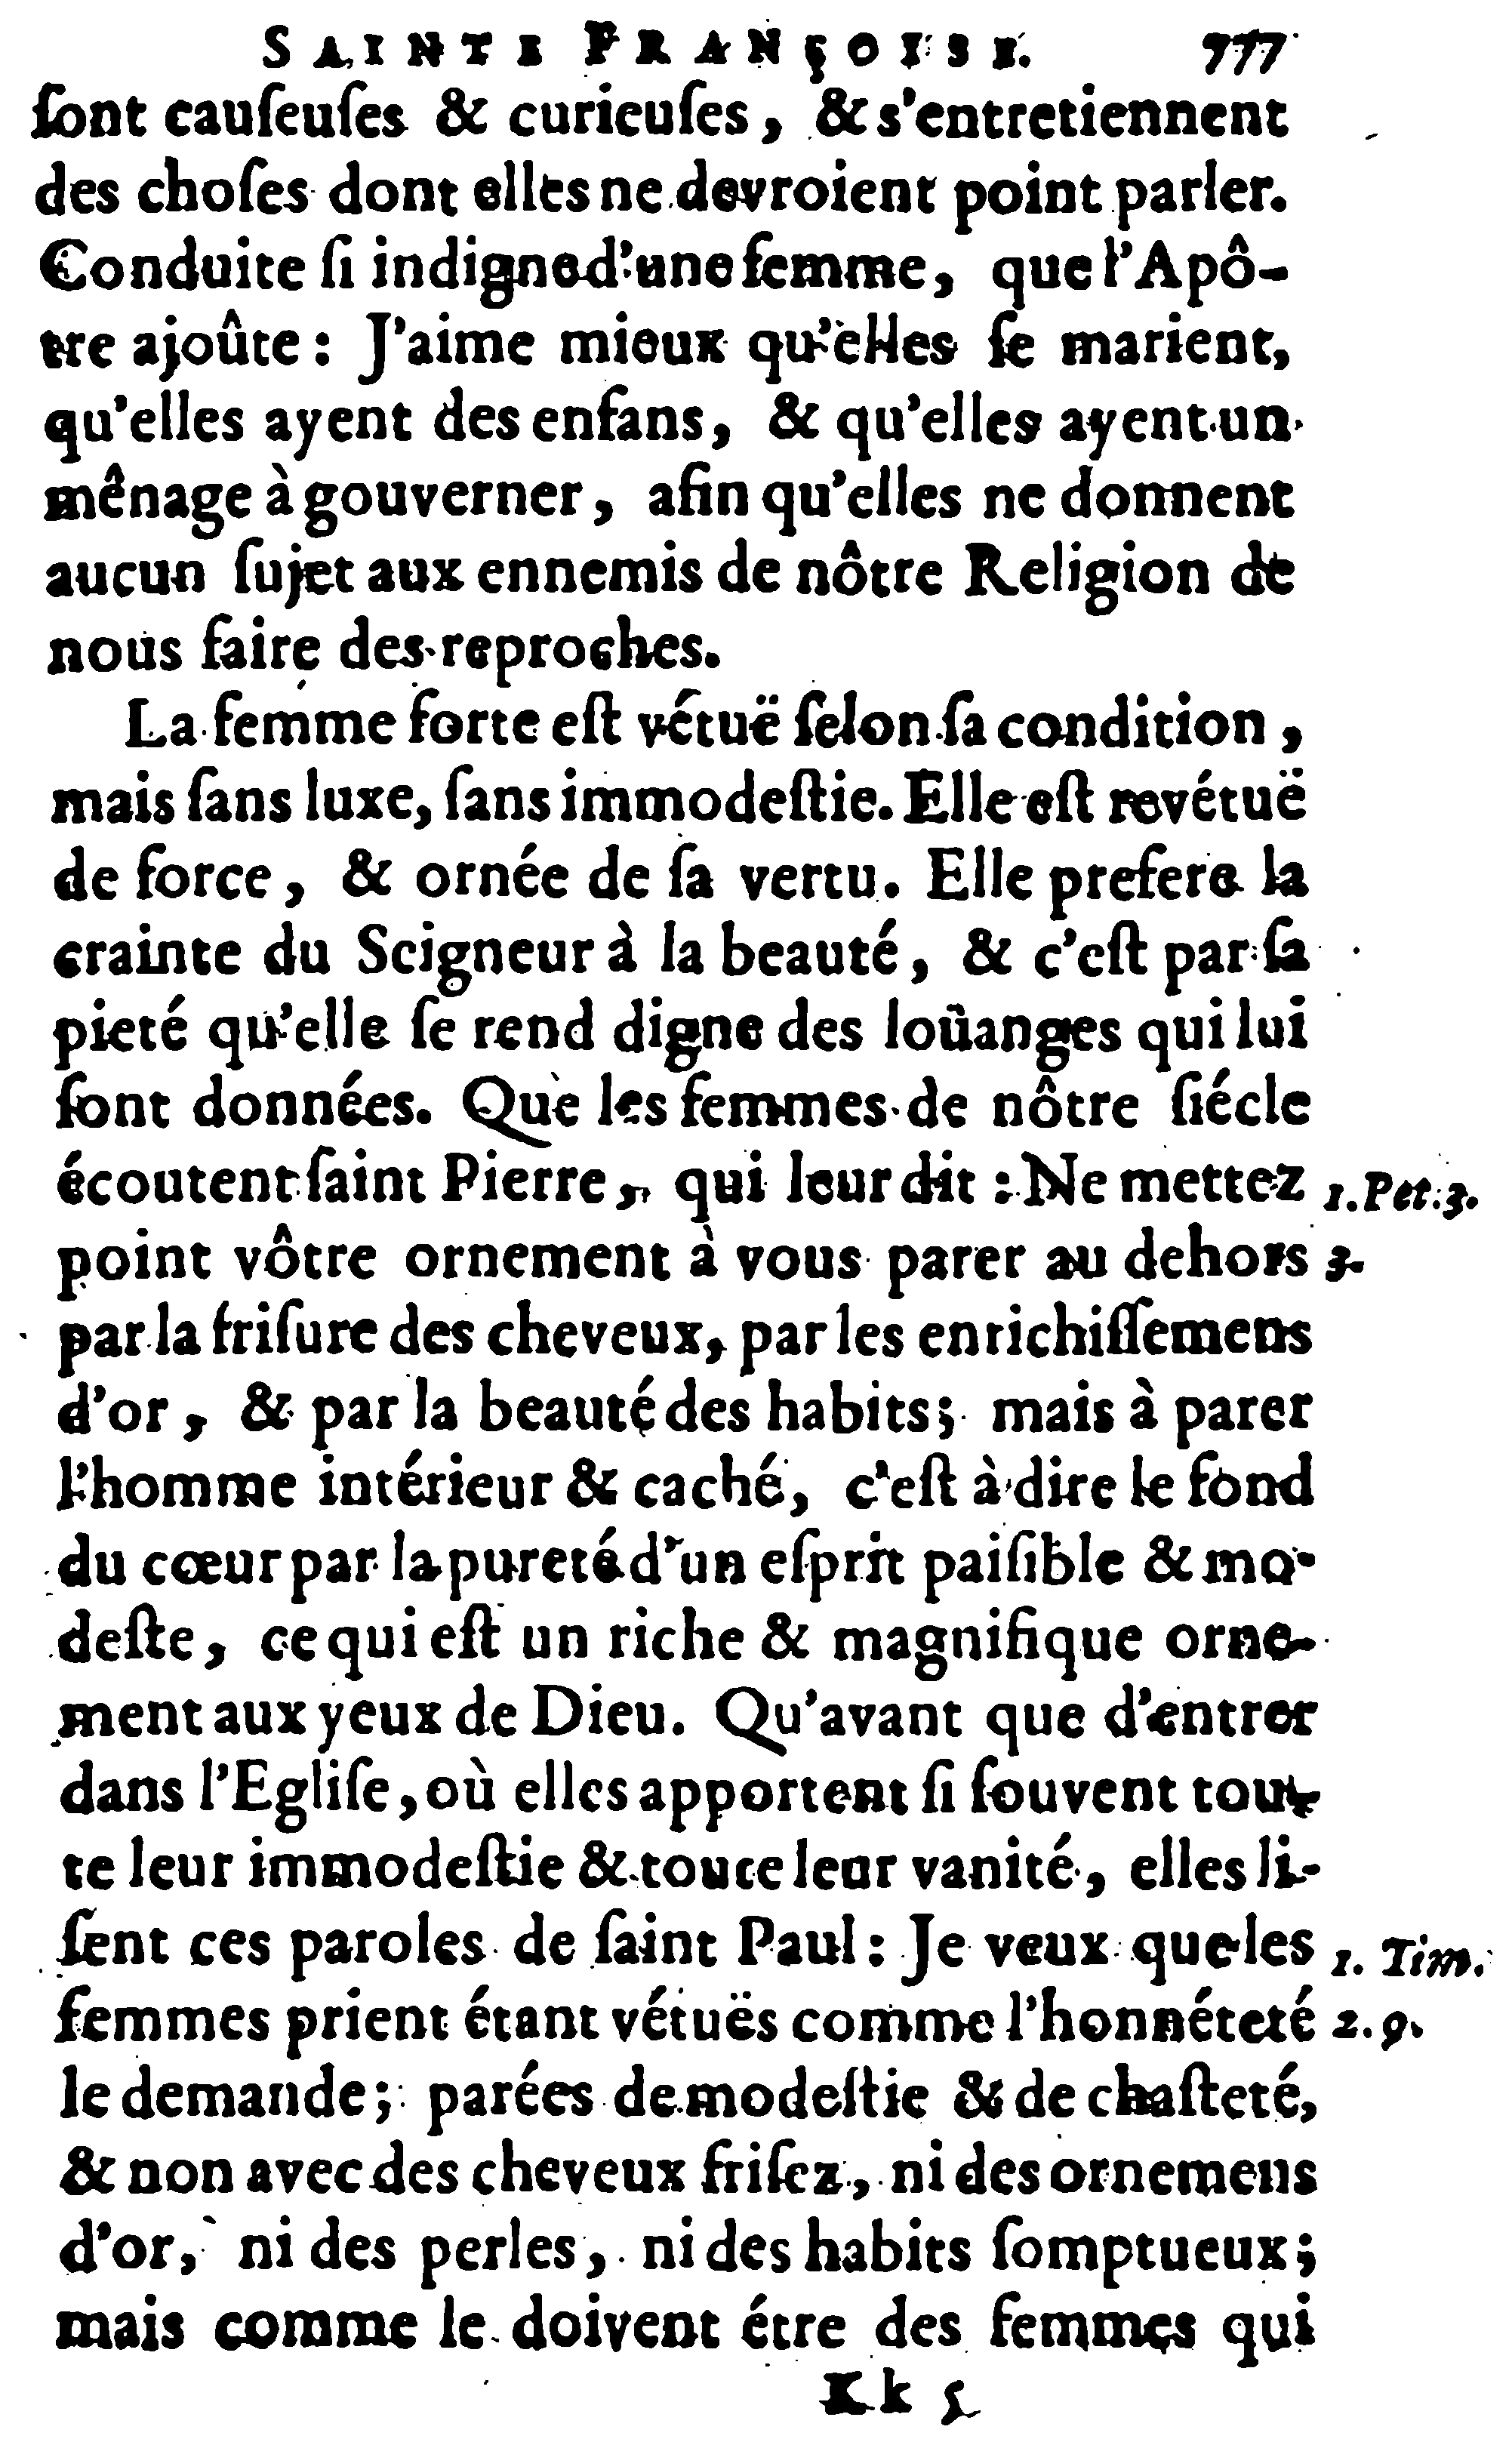 SAINTE FRANÇOISE. 777
ſont cauſeuſes & curieuſes, & s'entretiennent
des choſes dont elles ne devroient point parler.
Conduite ſi indigne d'une femme, que l'Apô-
tre ajoûte : J'aime mieux qu'elles ſe marient,
qu'elles ayent des enfans, & qu'elles ayent un
mênage à gouverner, afin qu'elles ne donnent
aucun ſujet aux ennemis de nôtre Religion de
nous faire des reproches.
La femme forte eſt vétuë ſelon ſa condition,
mais ſans luxe, ſans immodeſtie. Elle eſt revétuë
de force, & ornée de ſa vertu. Elle prefere la
crainte du Seigneur à la beauté, & c'eſt par ſa
pieté qu'elle ſe rend digne des loüanges qui lui
ſont données. Que les femmes de nôtre ſiécle
écoutent ſaint Pierre, qui leur dit : Ne mettez 1. Pet. 3.
point vôtre ornement à vous parer au dehors 3.
par la friſure des cheveux, par les enrichiſſemens
d'or, & par la beauté des habits; mais à parer
l'homme intérieur & caché, c'eſt à dire le fond
du cœur par la pureté d'un eſprit paiſible & mo-
deſte, ce qui eſt un riche & magnifique orne-
ment aux yeux de Dieu. Qu'avant que d'entrer
dans l'Egliſe, où elles apportent ſi ſouvent tou-
te leur immodeſtie & toute leur vanité, elles li-
ſent ces paroles de ſaint Paul : Je veux que les 1. Tim.
femmes prient étant vétuës comme l'honnéteté 2. 9.
le demande; parées de modeſtie & de chaſteté,
& non avec des cheveux friſez, ni des ornemens
d'or, ni des perles, ni des habits ſomptueux;
mais comme le doivent étre des femmes qui
Kk 5